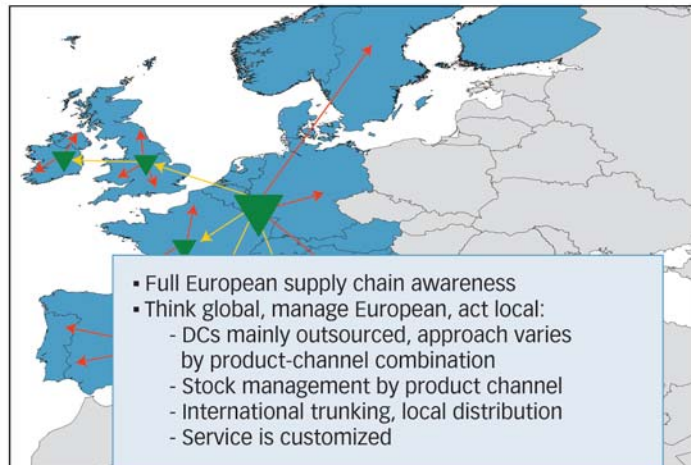 ▪ Full European supply chain awareness
▪ Think global, manage European, act local:
- DCs mainly outsourced, approach varies
by product-channel combination
- Stock management by product channel
- International trunking, local distribution
- Service is customized